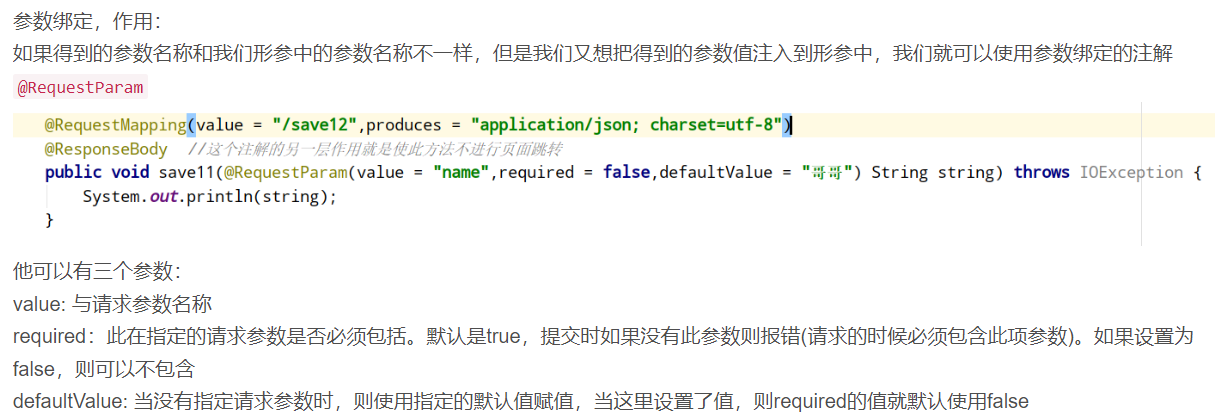 参数绑定，作用：
如果得到的参数名称和我们形参中的参数名称不一样，但是我们又想把得到的参数值注入到形参中，我们就可以使用参数绑定的注解
@RequestParam
@RequestMapping(value = "/save12",produces = "application/json; charset=utf-8")
@ResponseBody  //这个注解的另一层作用就是使此方法不进行页面跳转
public void save11(@RequestParam(value = "name",required = false,defaultValue = "哥哥") String string) throws IOException {
    System.out.println(string);
}
他可以有三个参数：
value: 与请求参数名称
required：此在指定的请求参数是否必须包括。默认是true，提交时如果没有此参数则报错(请求的时候必须包含此项参数)。如果设置为
false，则可以不包含
defaultValue: 当没有指定请求参数时，则使用指定的默认值赋值，当这里设置了值，则required的值就默认使用false